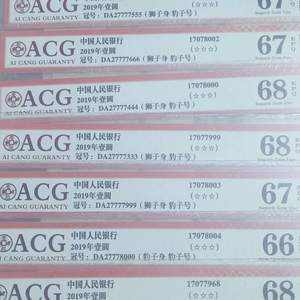 ACG
AI CANG GUARANTY
2019年壹圆
冠号：DA27777555（狮子身 豹子号）
(☆☆☆)
67
ACG
AI CANG GUARANTY
中国人民银行
2019年壹圆
冠号：DA27777666（狮子身 豹子号）
17078002
(☆☆☆)
67
ACG
AI CANG GUARANTY
中国人民银行
2019年壹圆
冠号：DA27777444（狮子身 豹子号）
17078000
(☆☆☆)
68
ACG
AI CANG GUARANTY
中国人民银行
2019年壹圆
冠号：DA27777333（狮子身 豹子号）
17077999
(☆☆☆)
68
ACG
AI CANG GUARANTY
中国人民银行
2019年壹圆
冠号：DA27777999（狮子身 豹子号）
17078003
(☆☆☆)
67
ACG
AI CANG GUARANTY
中国人民银行
2019年壹圆
冠号：DA27778000（豹子身 豹子号）
17078004
(☆☆☆)
66
ACG
中国人民银行
2019年壹圆
17077968
(☆☆☆)
68